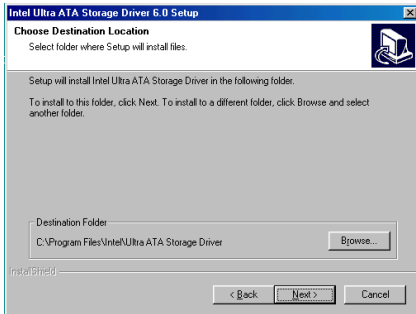 Intel Ultra ATA Storage Driver 6.0 Setup
Choose Destination Location
Select folder where Setup will install files.
Setup will install Intel Ultra ATA Storage Driver in the following folder.
To install to this folder, click Next. To install to a different folder, click Browse and select
another folder.
Destination Folder
C:\Program Files\Intel\Ultra ATA Storage Driver
Browse...
InstallShield
< Back
Next >
Cancel